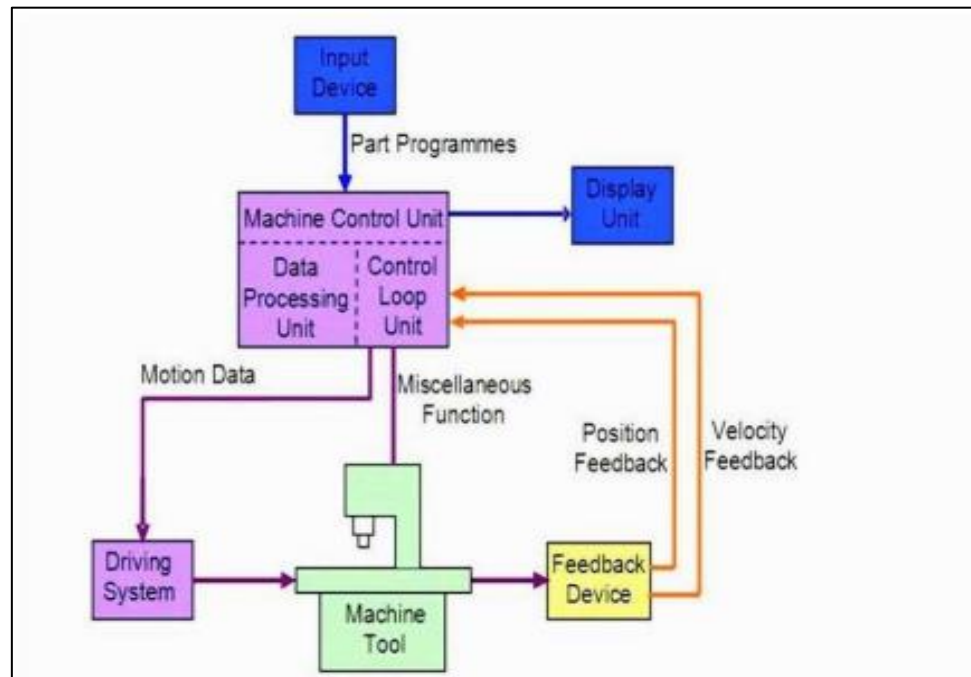 Input
Device
Part Programmes
Display
Unit
Machine Control Unit
Data
Processing
Unit
Control
Loop
Unit
Motion Data
Miscellaneous
Function
Position
Feedback
Velocity
Feedback
Driving
System
Machine
Tool
Feedback
Device